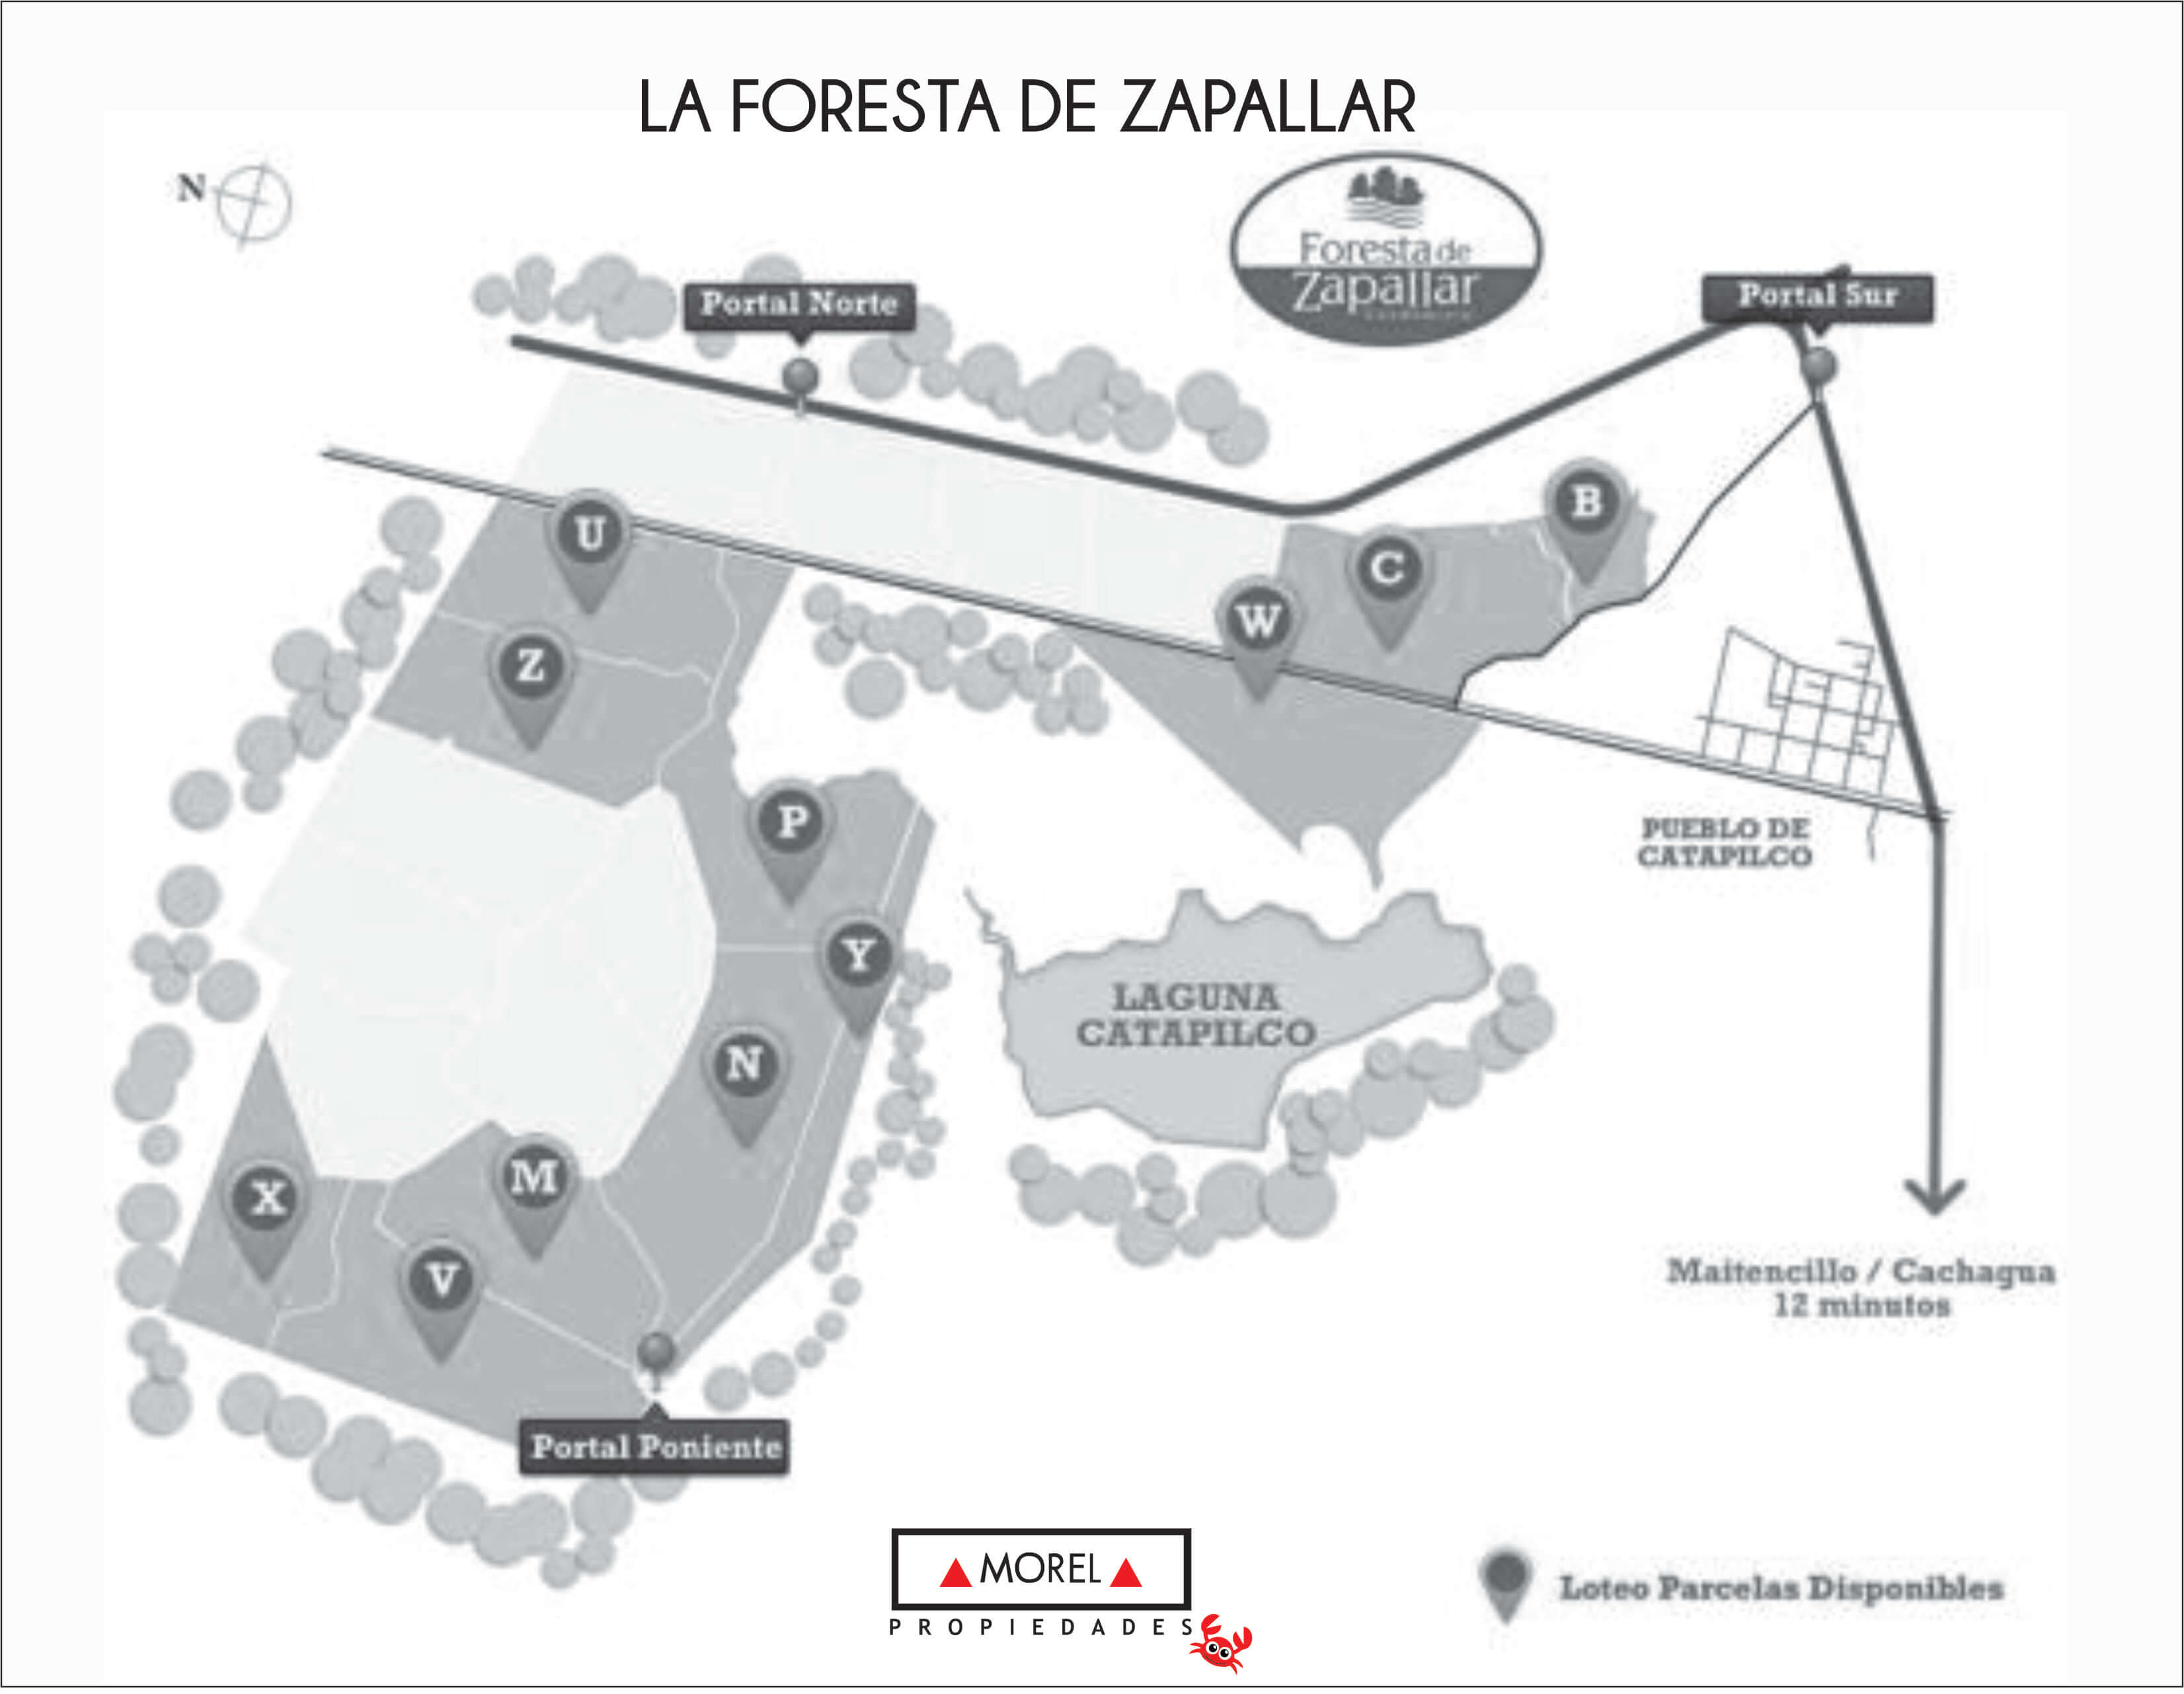 LA FORESTA DE ZAPALLAR
N
Foresta de
Zapallar
Portal Norte
Portal Sur
B
U
C
W
Z
P
PUEBLO DE
CATAPILCO
Y
LAGUNA
CATAPILCO
N
M
X
V
Maitencillo / Cachagua
12 minutos
Portal Poniente
MOREL
PROPIEDADES
Loteo Parcelas Disponibles